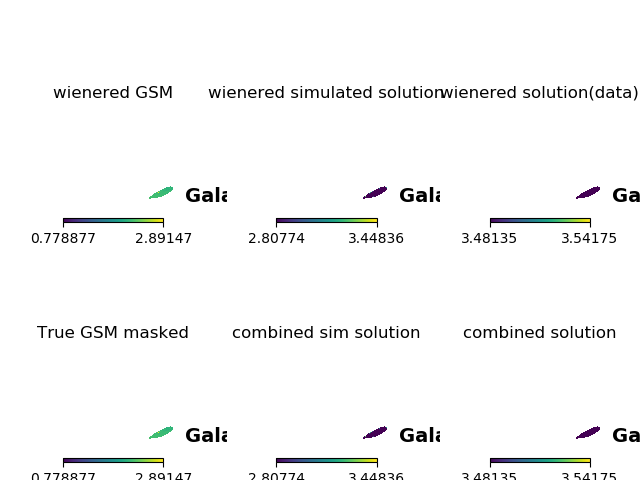 wienered GSM wienered simulated solution wienered solution(data)
Gala Gala Ga
0.778877 2.89147 2.80774 3.44836 3.48135 3.54175
True GSM masked combined sim solution combined solution
Gala Gala Ga
0.778877 2.89147 2.80774 3.44836 3.48135 3.54175